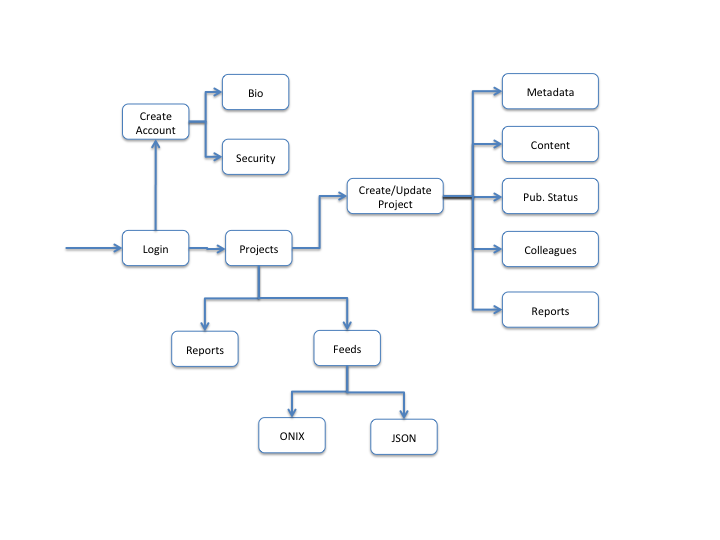 Bio
Metadata
Create
Account
Content
Security
Create/Update
Project
Pub. Status
Login
Projects
Colleagues
Reports
Reports
Feeds
ONIX
JSON